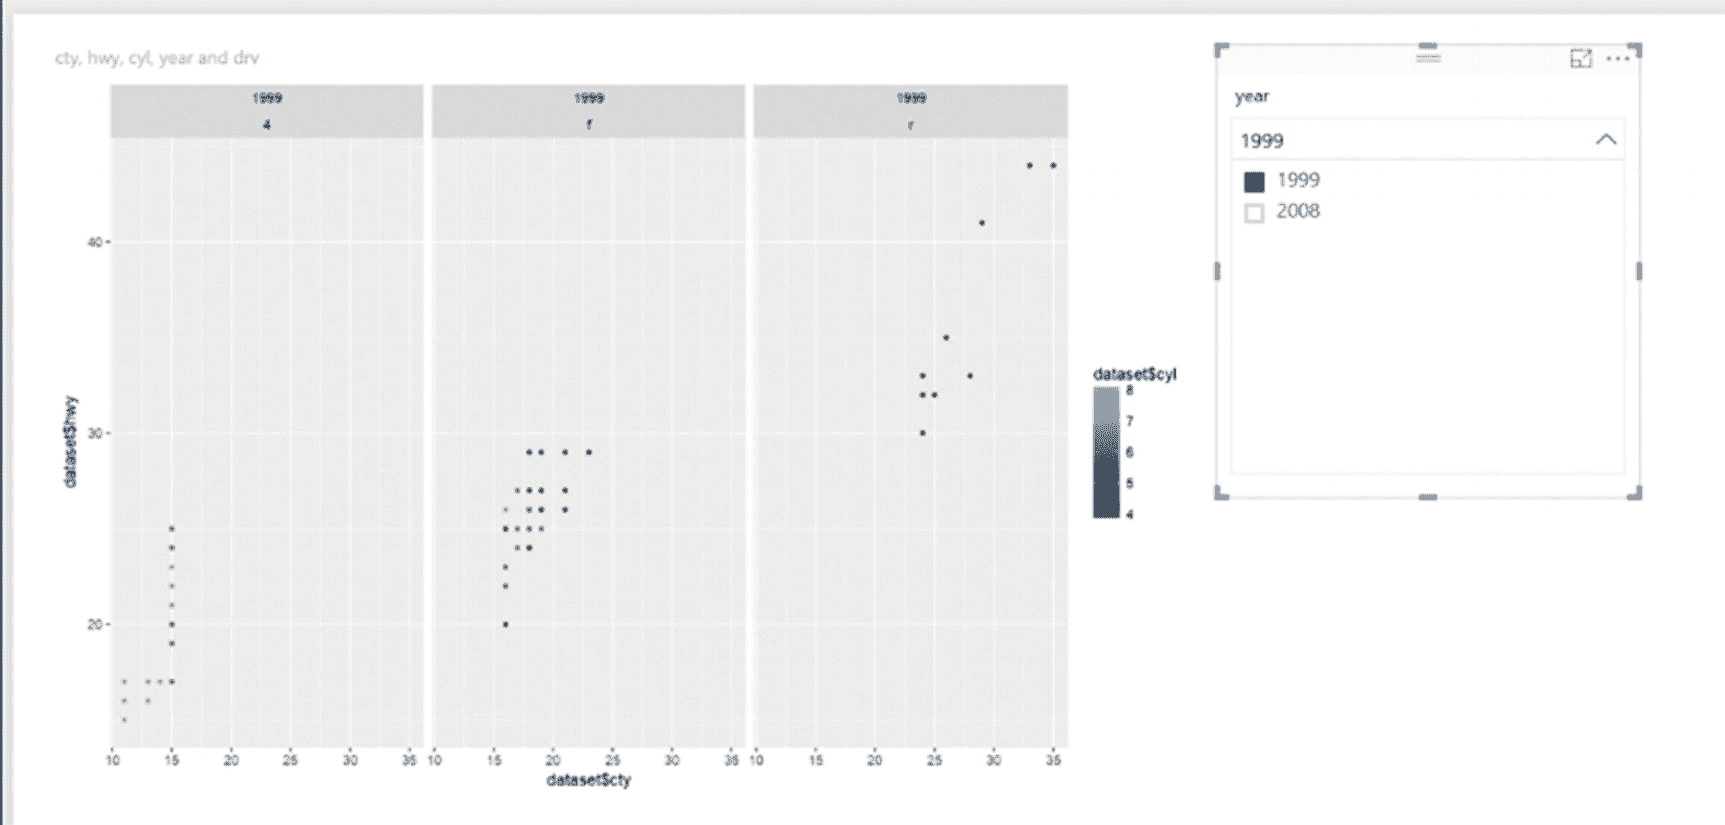 cty, hwy, cyl, year and drv
1999
4
1999
f
1999
r
dataset$hwy
40
30
20
10 15 20 25 30 35
10 15 20 25 30 35
10 15 20 25 30 35
dataset$cty
dataset$cyl
8
7
6
5
4
year
1999
1999
2008